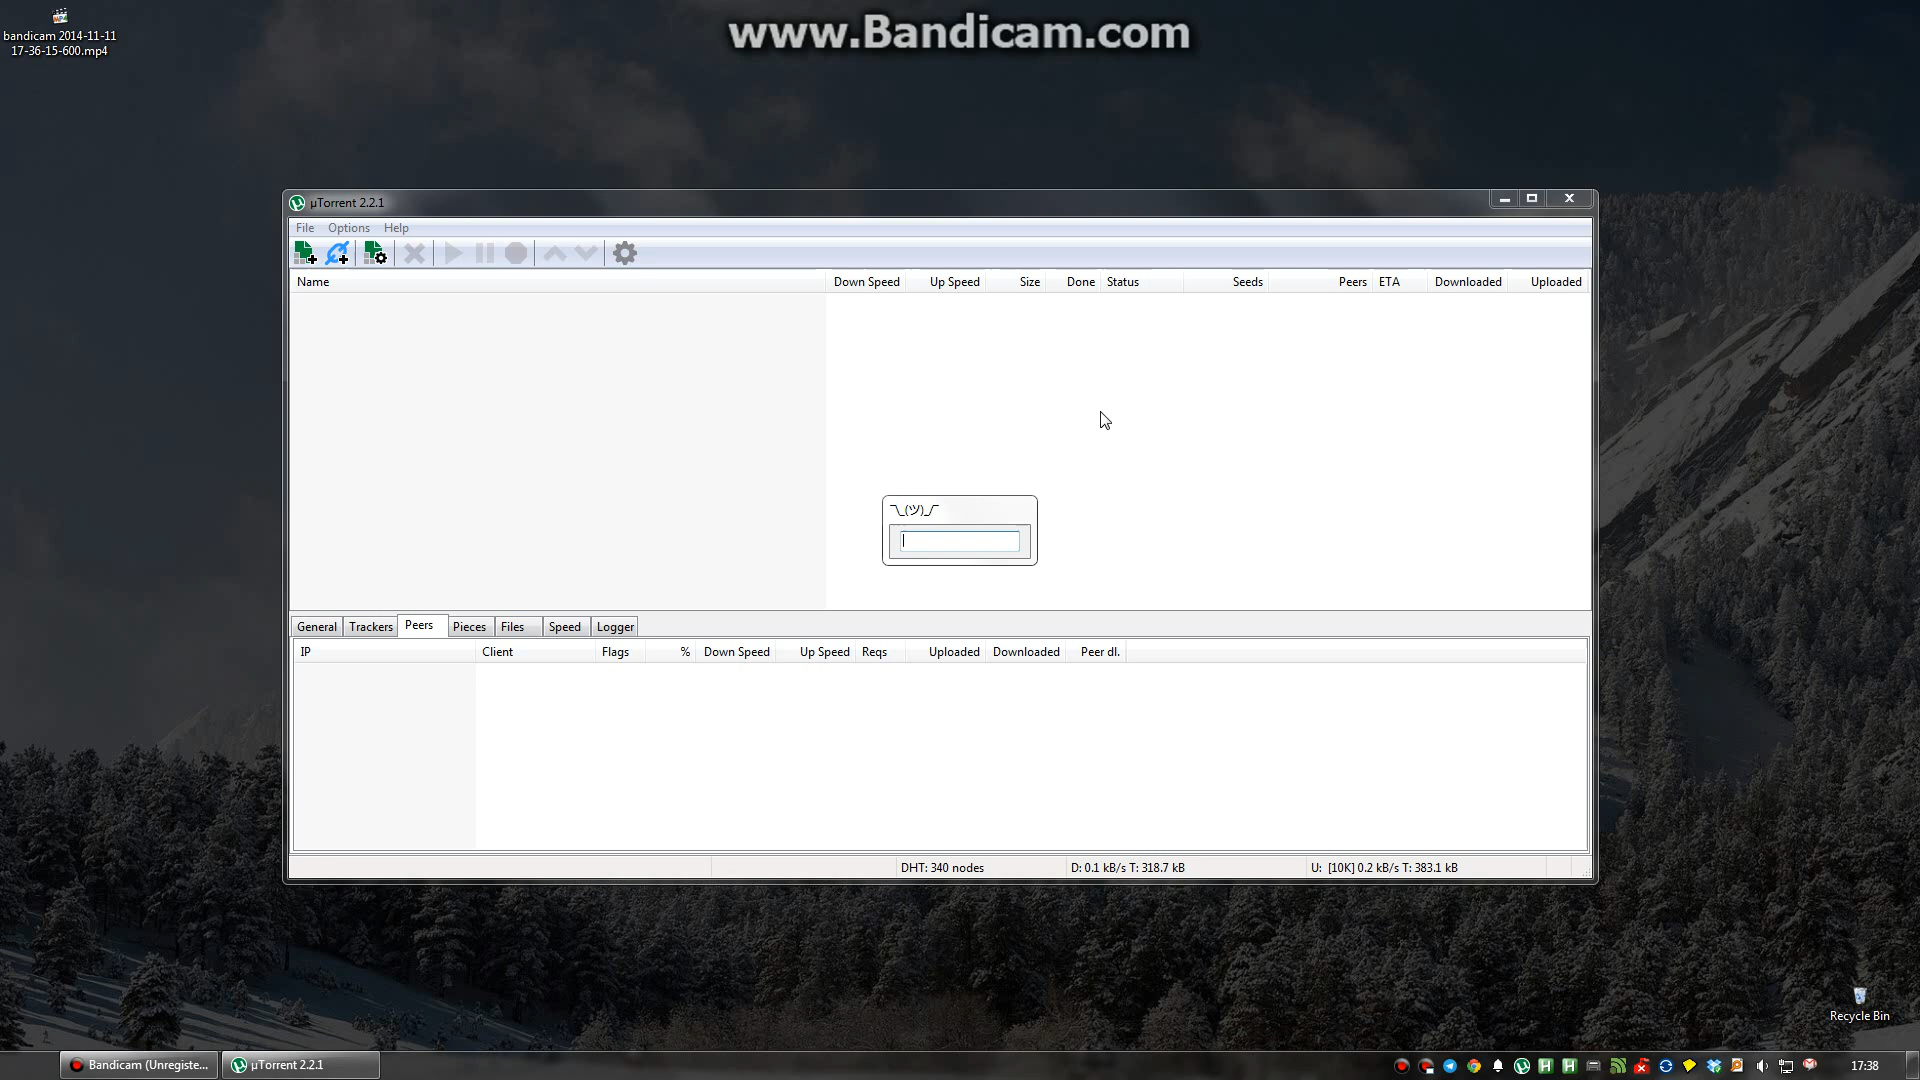 bandicam 2014-11-11
17-36-15-600.mp4
www.Bandicam.com
µTorrent 2.2.1
File Options Help
Name Down Speed Up Speed Size Done Status Seeds Peers ETA Downloaded Uploaded
¯\_(ツ)_/¯
General Trackers Peers Pieces Files Speed Logger
IP Client Flags % Down Speed Up Speed Reqs Uploaded Downloaded Peer dl.
DHT: 340 nodes D: 0.1 kB/s T: 318.7 kB U: [10K] 0.2 kB/s T: 383.1 kB
Recycle Bin
Bandicam (Unregiste... µTorrent 2.2.1 17:38